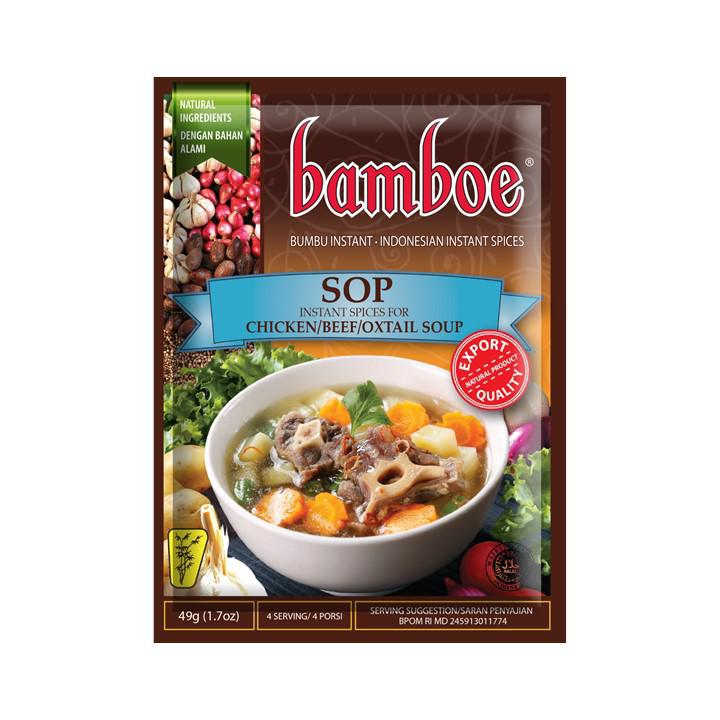 NATURAL
INGREDIENTS
DENGAN BAHAN
ALAMI
bamboe®
BUMBU INSTANT • INDONESIAN INSTANT SPICES
SOP
INSTANT SPICES FOR
CHICKEN/BEEF/OXTAIL SOUP
EXPORT
NATURAL PRODUCT
QUALITY
حلال
49g (1.7oz)
4 SERVING/ 4 PORSI
SERVING SUGGESTION/SARAN PENYAJIAN
BPOM RI MD 245913011774